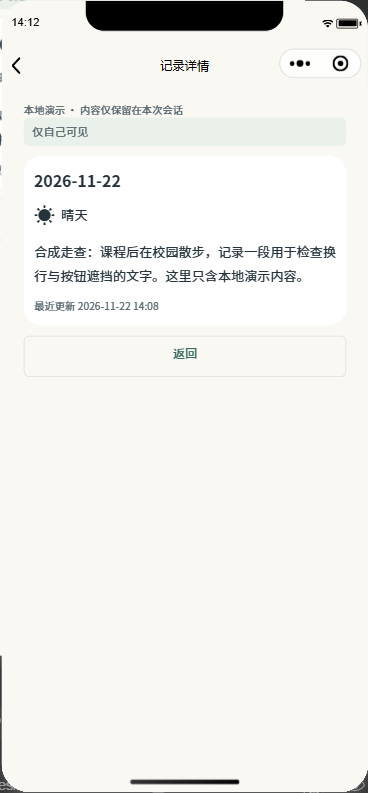 14:12
记录详情
本地演示 · 内容仅保留在本次会话
仅自己可见
2026-11-22
晴天
合成走查：课程后在校园散步，记录一段用于检查换
行与按钮遮挡的文字。这里只含本地演示内容。
最近更新 2026-11-22 14:08
返回